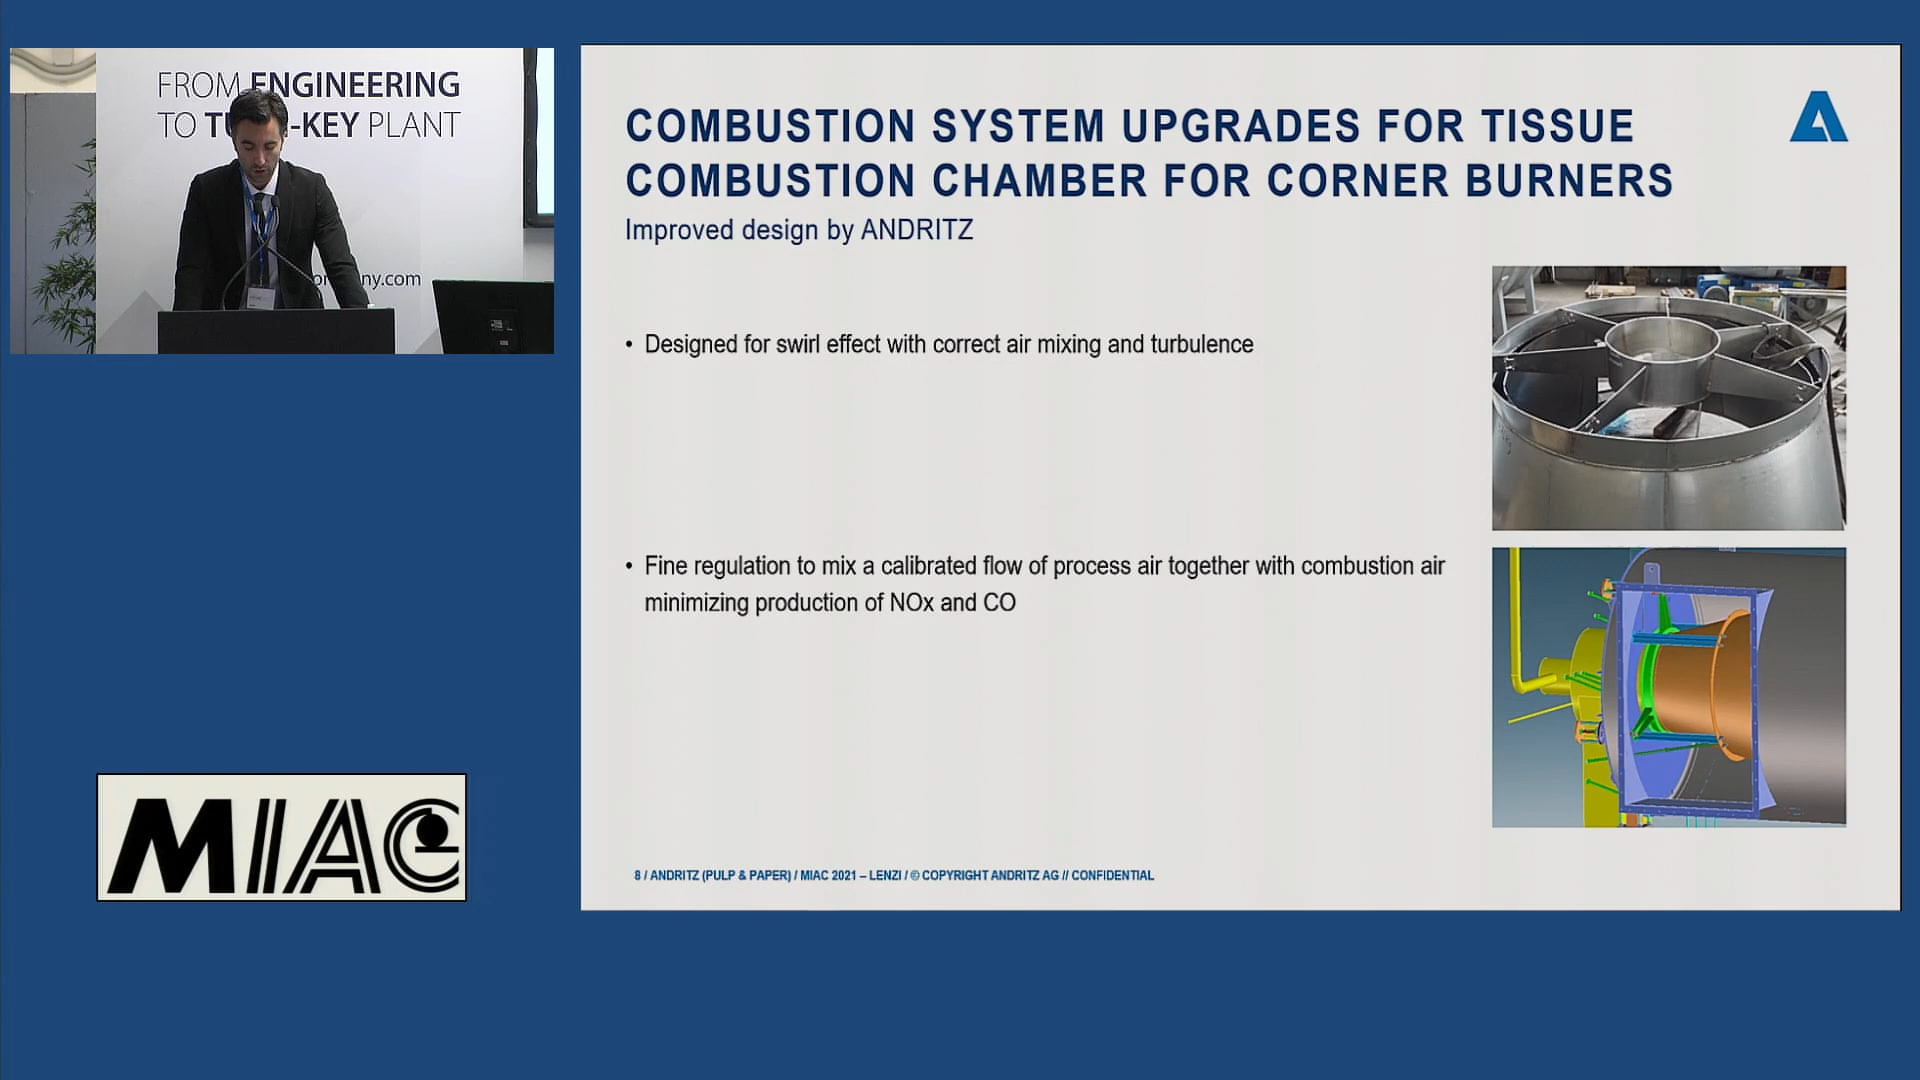 FROM ENGINEERING
TO -KEY PLANT
ny.com
COMBUSTION SYSTEM UPGRADES FOR TISSUE
COMBUSTION CHAMBER FOR CORNER BURNERS
Improved design by ANDRITZ
• Designed for swirl effect with correct air mixing and turbulence
• Fine regulation to mix a calibrated flow of process air together with combustion air
minimizing production of NOx and CO
MIAC
8 / ANDRITZ (PULP & PAPER) / MIAC 2021 – LENZI / © COPYRIGHT ANDRITZ AG // CONFIDENTIAL